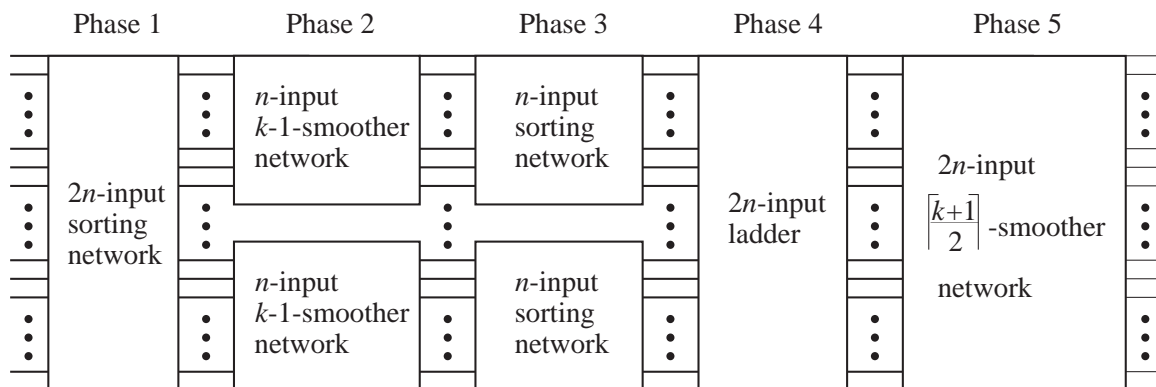 Phase 1
Phase 2
Phase 3
Phase 4
Phase 5
2n-input
sorting
network
n-input
k-1-smoother
network
n-input
k-1-smoother
network
n-input
sorting
network
n-input
sorting
network
2n-input
ladder
2n-input
⌈k+1⌉
2 -smoother
network